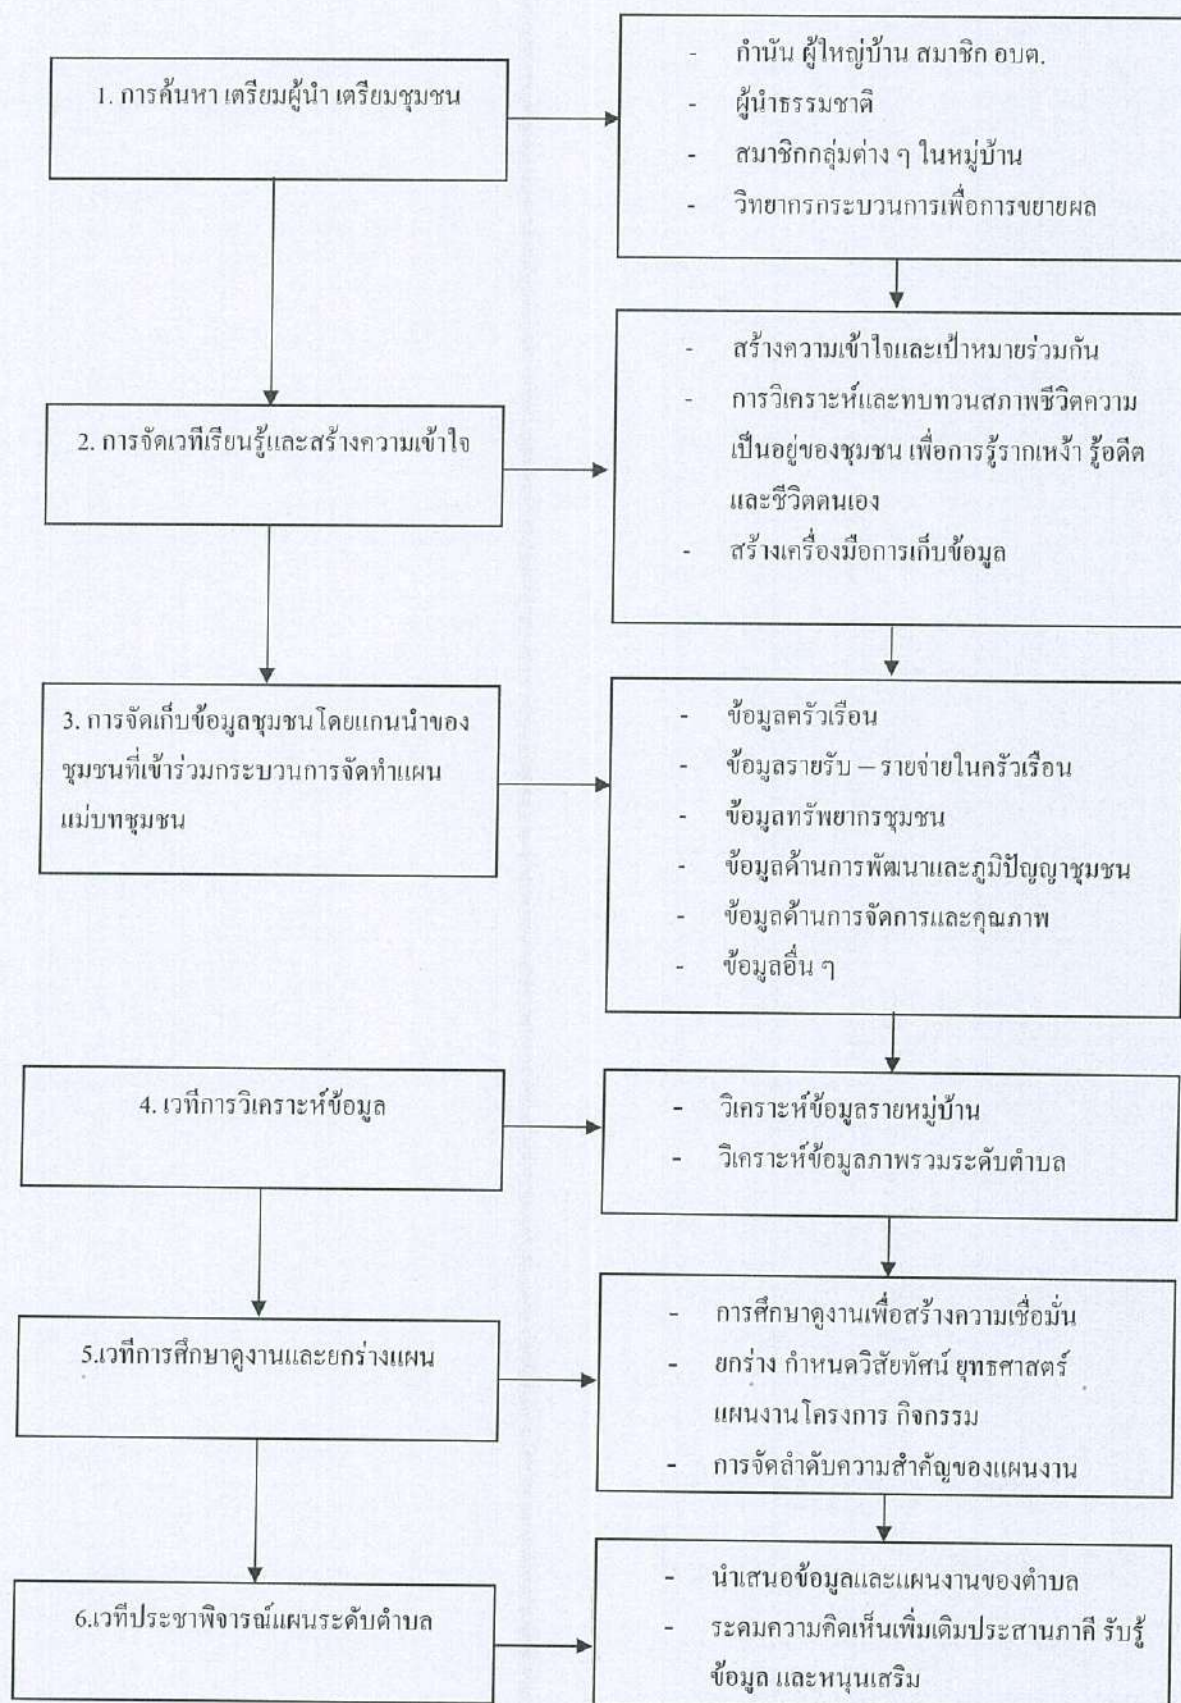 1. การค้นหา เตรียมผู้นำ เตรียมชุมชน
- กำนัน ผู้ใหญ่บ้าน สมาชิก อบต.
- ผู้นำธรรมชาติ
- สมาชิกกลุ่มต่าง ๆ ในหมู่บ้าน
- วิทยากรกระบวนการเพื่อการขยายผล
2. การจัดเวทีเรียนรู้และสร้างความเข้าใจ
- สร้างความเข้าใจและเป้าหมายร่วมกัน
- การวิเคราะห์และทบทวนสภาพชีวิตความ
เป็นอยู่ของชุมชน เพื่อการรู้รากเหง้า รู้อดีต
และชีวิตตนเอง
- สร้างเครื่องมือการเก็บข้อมูล
3. การจัดเก็บข้อมูลชุมชน โดยแกนนำของ
ชุมชนที่เข้าร่วมกระบวนการจัดทำแผน
แม่บทชุมชน
- ข้อมูลครัวเรือน
- ข้อมูลรายรับ – รายจ่ายในครัวเรือน
- ข้อมูลทรัพยากรชุมชน
- ข้อมูลด้านการพัฒนาและภูมิปัญญาชุมชน
- ข้อมูลด้านการจัดการและคุณภาพ
- ข้อมูลอื่น ๆ
4. เวทีการวิเคราะห์ข้อมูล
- วิเคราะห์ข้อมูลรายหมู่บ้าน
- วิเคราะห์ข้อมูลภาพรวมระดับตำบล
5.เวทีการศึกษาดูงานและยกร่างแผน
- การศึกษาดูงานเพื่อสร้างความเชื่อมั่น
- ยกร่าง กำหนดวิสัยทัศน์ ยุทธศาสตร์
แผนงานโครงการ กิจกรรม
- การจัดลำดับความสำคัญของแผนงาน
6.เวทีประชาพิจารณ์แผนระดับตำบล
- นำเสนอข้อมูลและแผนงานของตำบล
- ระดมความคิดเห็นเพิ่มเติมประสานภาคี รับรู้
ข้อมูล และหนุนเสริม